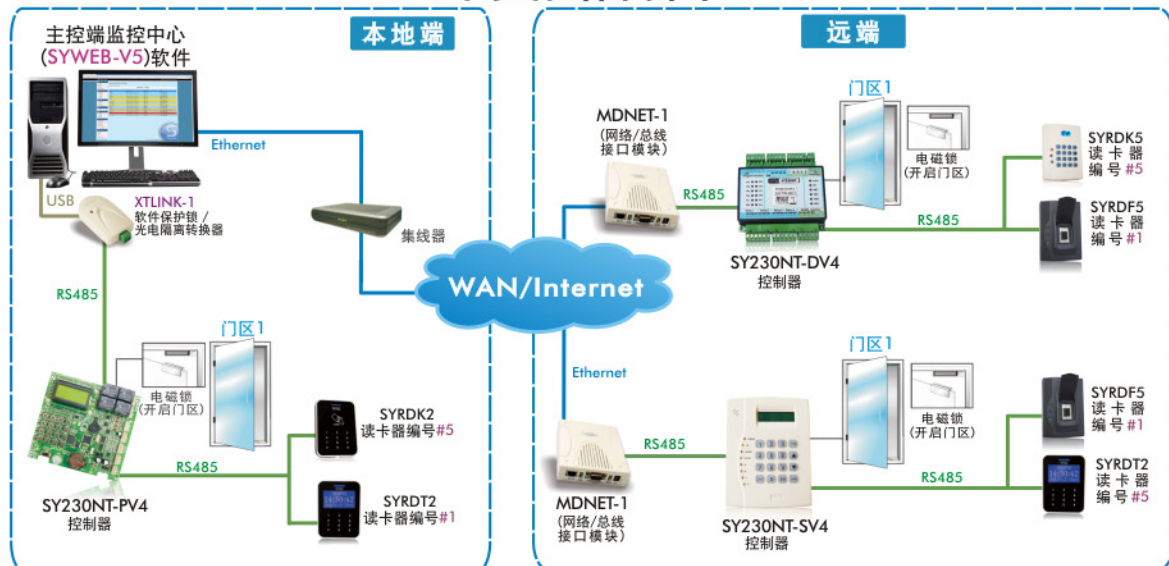 本地端
主控端监控中心
(SYWEB-V5)软件
Ethernet
USB
XTLINK-1
软件保护锁 /
光电隔离转换器
集线器
RS485
门区1
电磁锁
(开启门区)
SYRDK2
读卡器编号#5
RS485
SY230NT-PV4
控制器
SYRDT2
读卡器编号#1
WAN/Internet
远端
MDNET-1
(网络/总线
接口模块)
RS485
SY230NT-DV4
控制器
门区1
电磁锁
(开启门区)
RS485
SYRDK5
读卡器
编号#5
SYRDF5
读卡器
编号#1
Ethernet
MDNET-1
(网络/总线
接口模块)
RS485
SY230NT-SV4
控制器
门区1
电磁锁
(开启门区)
RS485
SYRDF5
读卡器
编号#1
SYRDT2
读卡器
编号#5